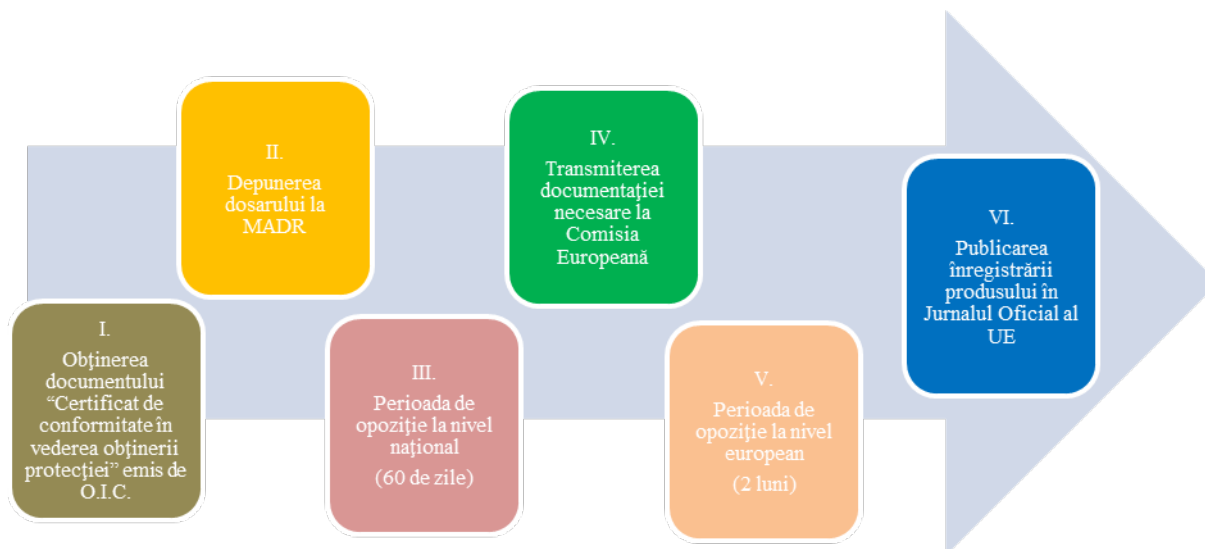 I.
Obţinerea
documentului
“Certificat de
conformitate în
vederea obţinerii
protecţiei” emis de
O.I.C.
II.
Depunerea
dosarului la
MADR
III.
Perioada de
opoziţie la nivel
naţional
(60 de zile)
IV.
Transmiterea
documentaţiei
necesare la
Comisia
Europeană
V.
Perioada de
opoziţie la nivel
european
(2 luni)
VI.
Publicarea
înregistrării
produsului în
Jurnalul Oficial al
UE